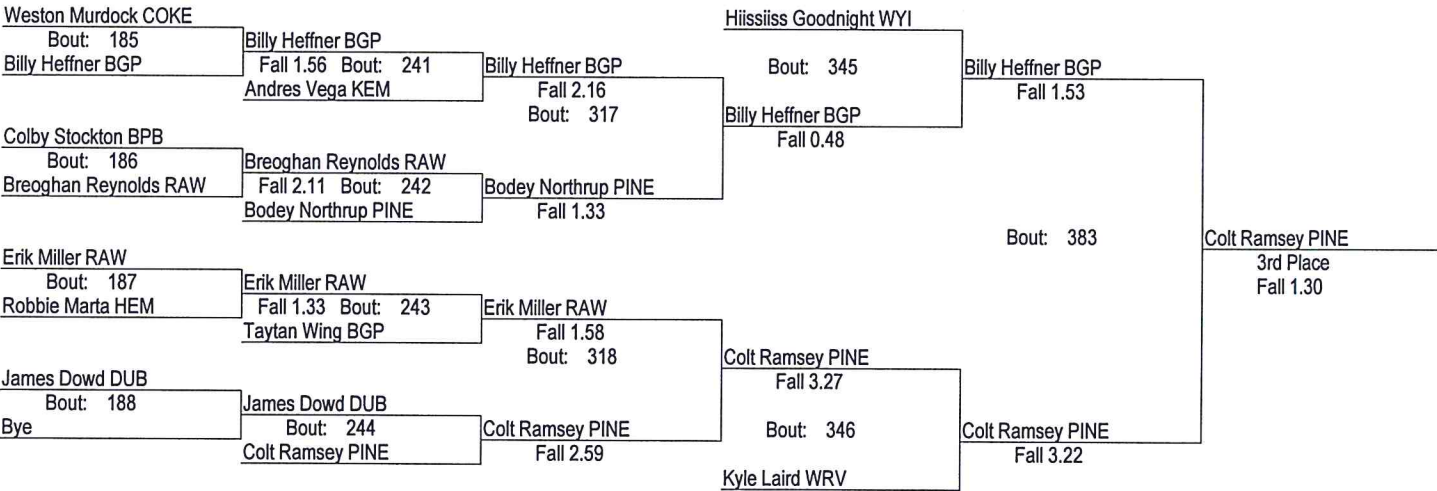 Weston Murdock COKE
Bout: 185
Billy Heffner BGP
Colby Stockton BPB
Bout: 186
Breoghan Reynolds RAW
Erik Miller RAW
Bout: 187
Robbie Marta HEM
James Dowd DUB
Bout: 188
Bye
Billy Heffner BGP
Fall 1.56 Bout: 241
Andres Vega KEM
Breoghan Reynolds RAW
Fall 2.11 Bout: 242
Bodey Northrup PINE
Erik Miller RAW
Fall 1.33 Bout: 243
Taytan Wing BGP
James Dowd DUB
Bout: 244
Colt Ramsey PINE
Billy Heffner BGP
Fall 2.16
Bout: 317
Bodey Northrup PINE
Fall 1.33
Erik Miller RAW
Fall 1.58
Bout: 318
Colt Ramsey PINE
Fall 2.59
Hiissiiss Goodnight WYI
Bout: 345
Billy Heffner BGP
Fall 0.48
Colt Ramsey PINE
Fall 3.27
Bout: 346
Kyle Laird WRV
Billy Heffner BGP
Fall 1.53
Bout: 383
Colt Ramsey PINE
Fall 3.22
Colt Ramsey PINE
3rd Place
Fall 1.30